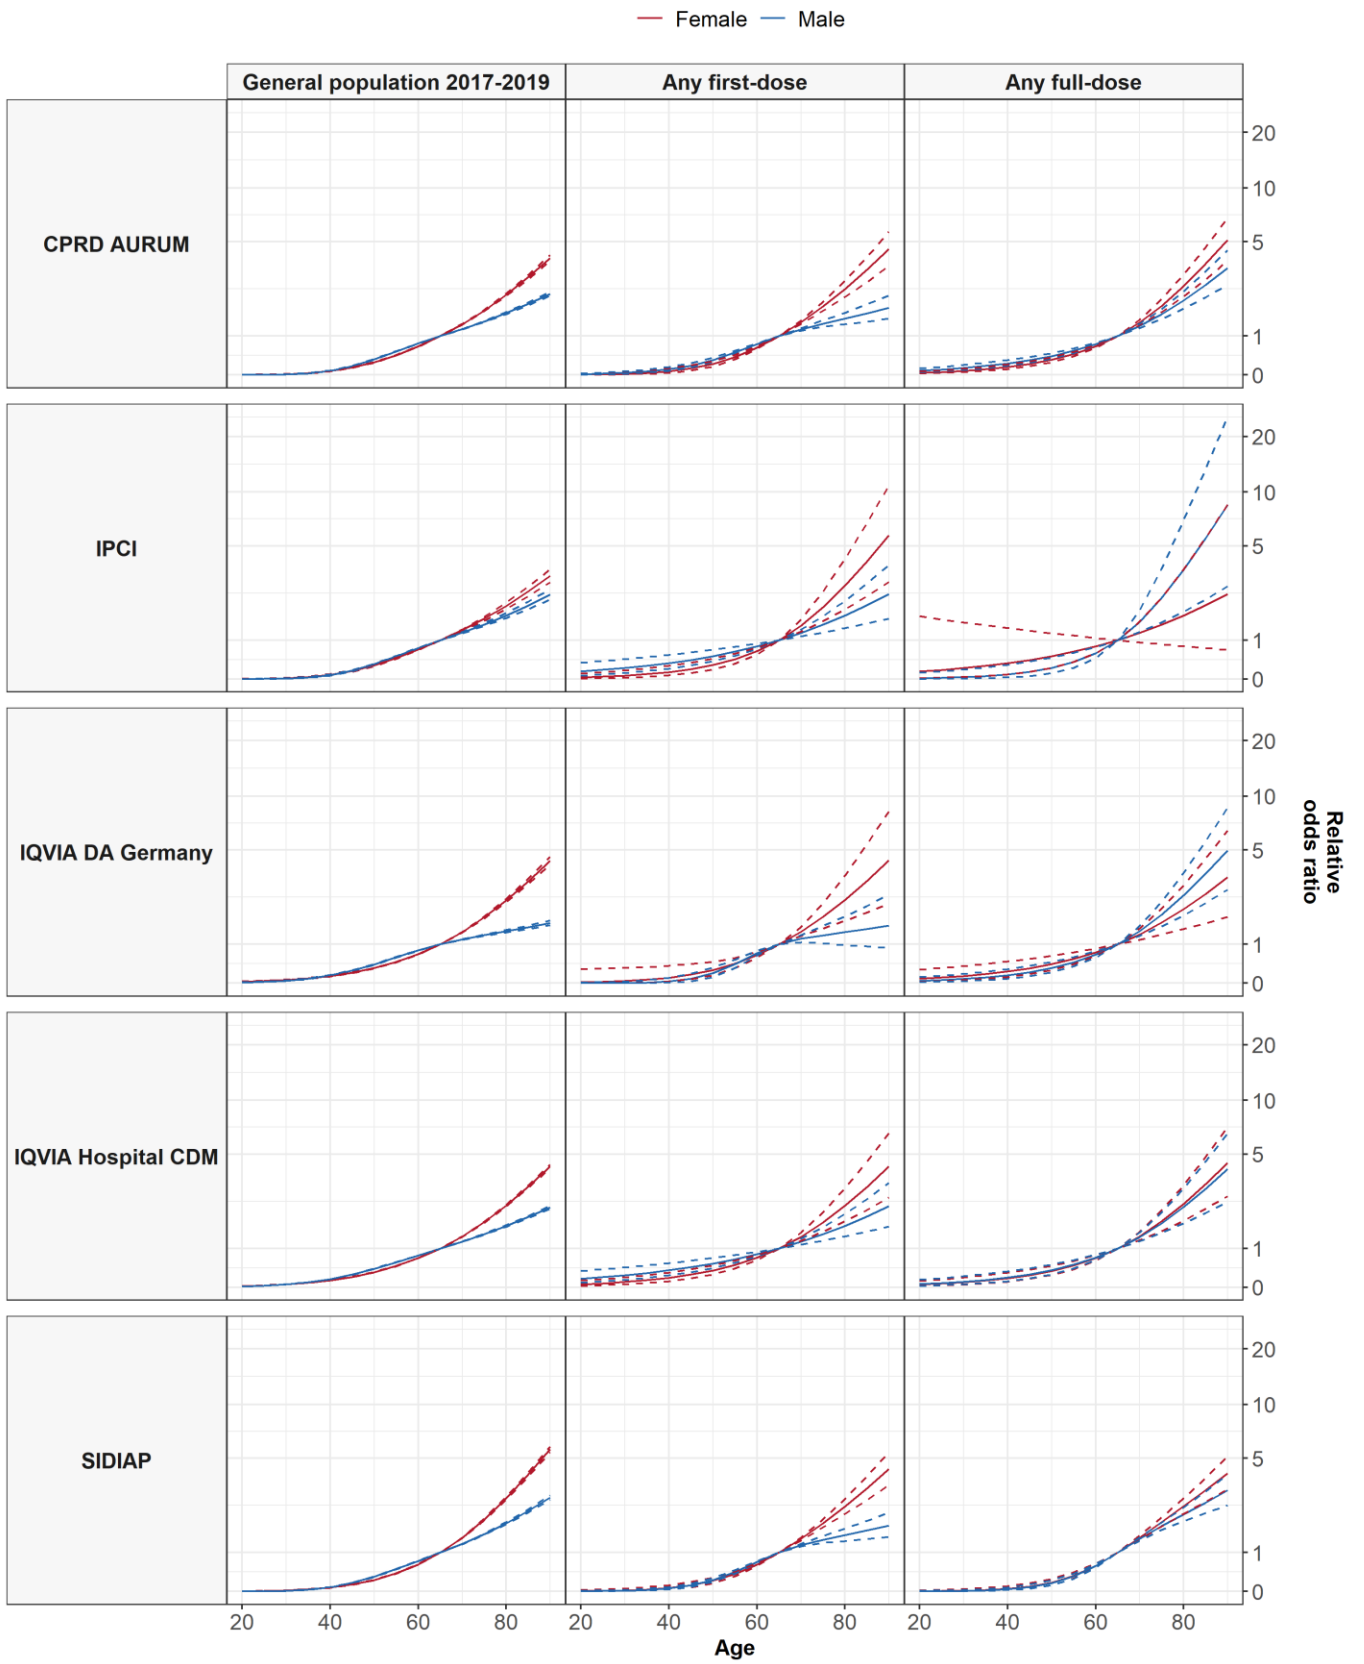 Female Male
General population 2017-2019 Any first-dose Any full-dose
CPRD AURUM
20
10
5
1
0
IPCI
20
10
5
1
0
IQVIA DA Germany
20
10
5
1
0
Relative
odds ratio
IQVIA Hospital CDM
20
10
5
1
0
SIDIAP
20
10
5
1
0
20 40 60 80 20 40 60 80 20 40 60 80
Age